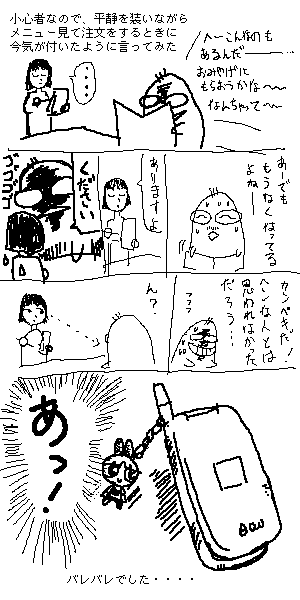 小心者なので、平静を装いながら
メニュー見て注文をするときに
今気が付いたように言ってみた
へーこんなのも
あるんだー
おみやげに
もらおうかな〜
なんちゃって〜
・・・
あーでも
もうなくなってる
よねー
ありますよ
ください
ゴゴゴゴ
カンペキだ!
ヘンな人とは
思われなかった
だろう…
フフフ
ん?
あっ!
バレバレでした・・・・